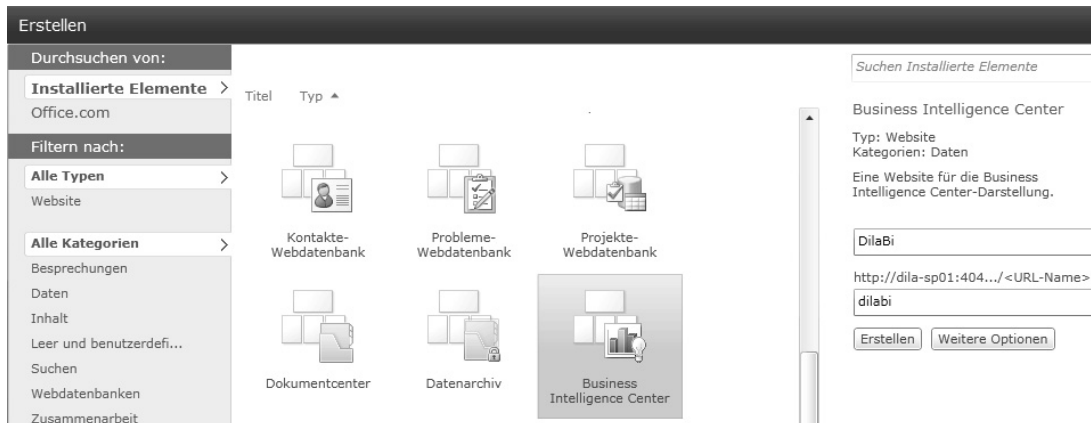 Erstellen
Durchsuchen von:
Installierte Elemente
Office.com
Filtern nach:
Alle Typen
Website
Alle Kategorien
Besprechungen
Daten
Inhalt
Leer und benutzerdefi...
Suchen
Webdatenbanken
Zusammenarbeit
Titel Typ
Kontakte-
Webdatenbank
Probleme-
Webdatenbank
Projekte-
Webdatenbank
Dokumentcenter
Datenarchiv
Business
Intelligence Center
Suchen Installierte Elemente
Business Intelligence Center
Typ: Website
Kategorien: Daten
Eine Website für die Business
Intelligence Center-Darstellung.
DilaBi
http://dila-sp01:404.../<URL-Name>
dilabi
Erstellen Weitere Optionen